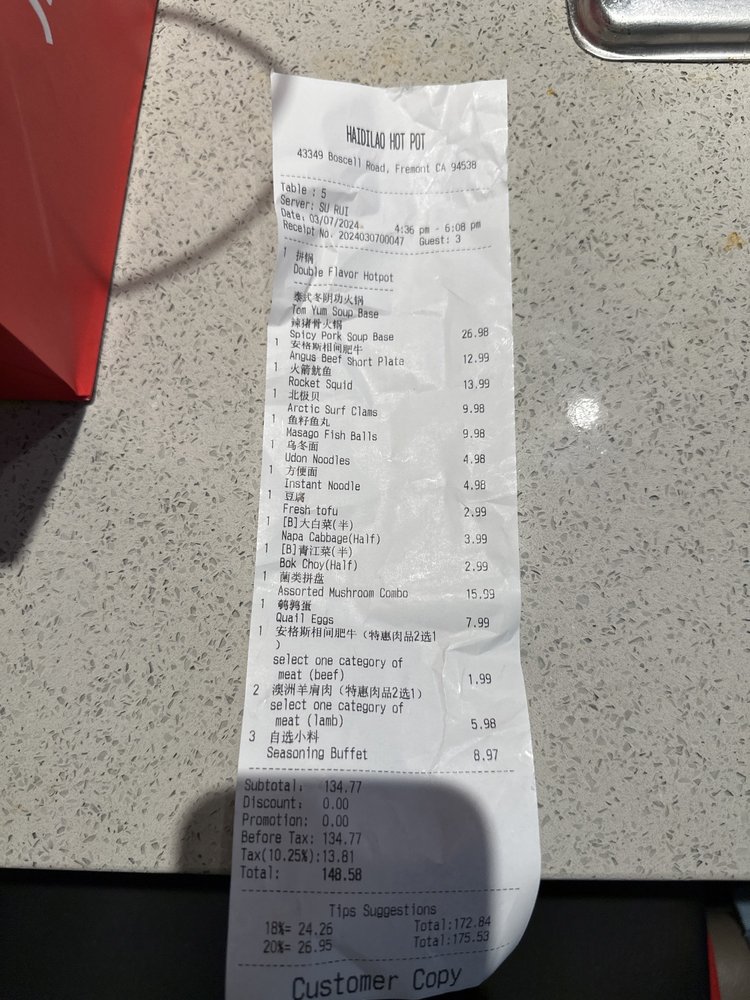 HAIDILAO HOT POT
43349 Boscell Road, Fremont CA 94538
Table : 5
Server: SU RUI
Date: 03/07/2024 4:36 pm - 6:08 pm
Receipt No. 2024030700047 Guest: 3
1 拼锅
Double Flavor Hotpot
泰式冬阴功火锅
Tom Yum Soup Base
辣猪骨火锅
Spicy Pork Soup Base 26.98
1 安格斯相间肥牛
Angus Beef Short Plate 12.99
1 火箭鱿鱼
Rocket Squid 13.99
1 北极贝
Arctic Surf Clams 9.98
1 鱼籽鱼丸
Masago Fish Balls 9.98
1 乌冬面
Udon Noodles 4.98
1 方便面
Instant Noodle 4.98
1 豆腐
Fresh tofu 2.99
1 [B]大白菜(半)
Napa Cabbage(Half) 3.99
1 [B]青江菜(半)
Bok Choy(Half) 2.99
1 菌类拼盘
Assorted Mushroom Combo 15.99
1 鹌鹑蛋
Quail Eggs 7.99
1 安格斯相间肥牛（特惠肉品2选1
）
select one category of
meat (beef) 1.99
2 澳洲羊肩肉（特惠肉品2选1）
select one category of
meat (lamb) 5.98
3 自选小料
Seasoning Buffet 8.97
Subtotal: 134.77
Discount: 0.00
Promotion: 0.00
Before Tax: 134.77
Tax(10.25%):13.81
Total: 148.58
Tips Suggestions
18%= 24.26 Total:172.84
20%= 26.95 Total:175.53
Customer Copy